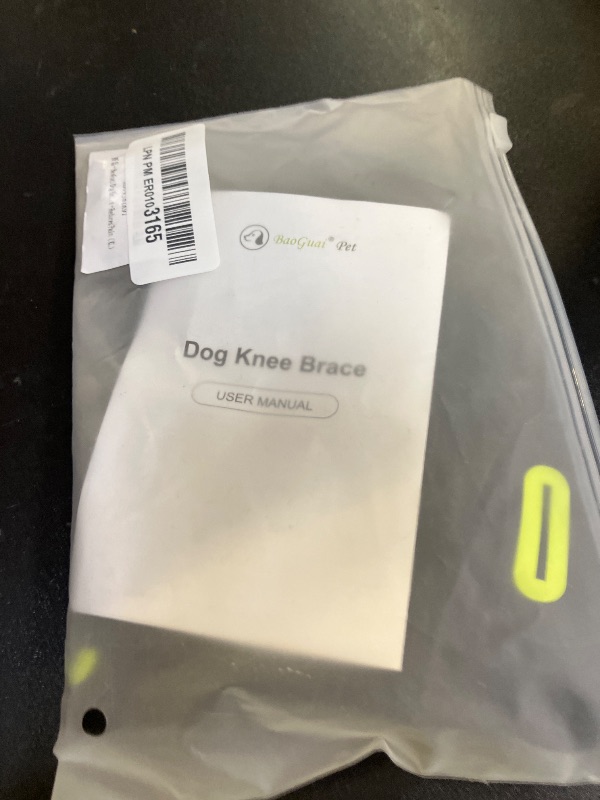 LPN PM ER0103165
BaoGuai® Pet
Dog Knee Brace
USER MANUAL